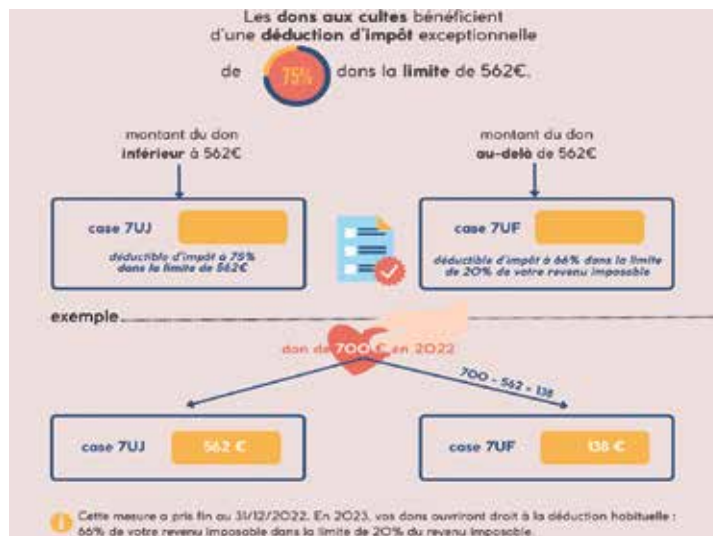 Les dons aux cultes bénéficient
d'une déduction d'impôt exceptionnelle
de 75% dans la limite de 562€.
montant du don
inférieur à 562€
montant du don
au-delà de 562€
case 7UJ
déductible d'impôt à 75%
dans la limite de 562€
case 7UF
déductible d'impôt à 66% dans la limite
de 20% de votre revenu imposable
exemple
don de 700 € en 2022
700 - 562 = 138
case 7UJ 562 €
case 7UF 138 €
Cette mesure a pris fin au 31/12/2022. En 2023, vos dons ouvriront droit à la déduction habituelle :
66% de votre revenu imposable dans la limite de 20% du revenu imposable.